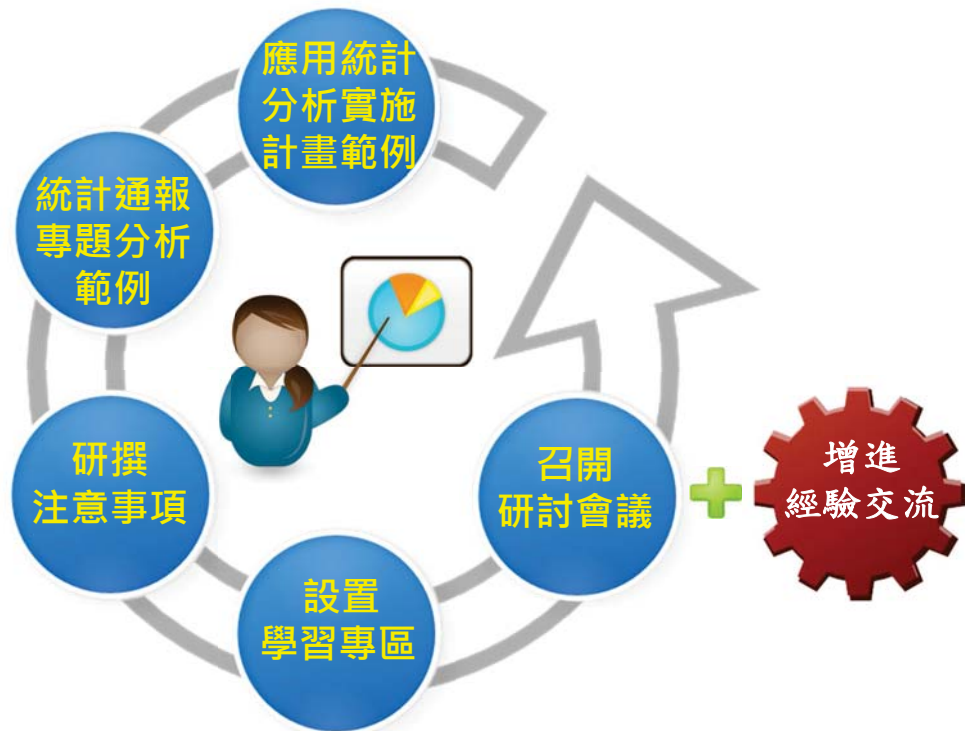 應用統計
分析實施
計畫範例
統計通報
專題分析
範例
研撰
注意事項
設置
學習專區
召開
研討會議
增進
經驗交流